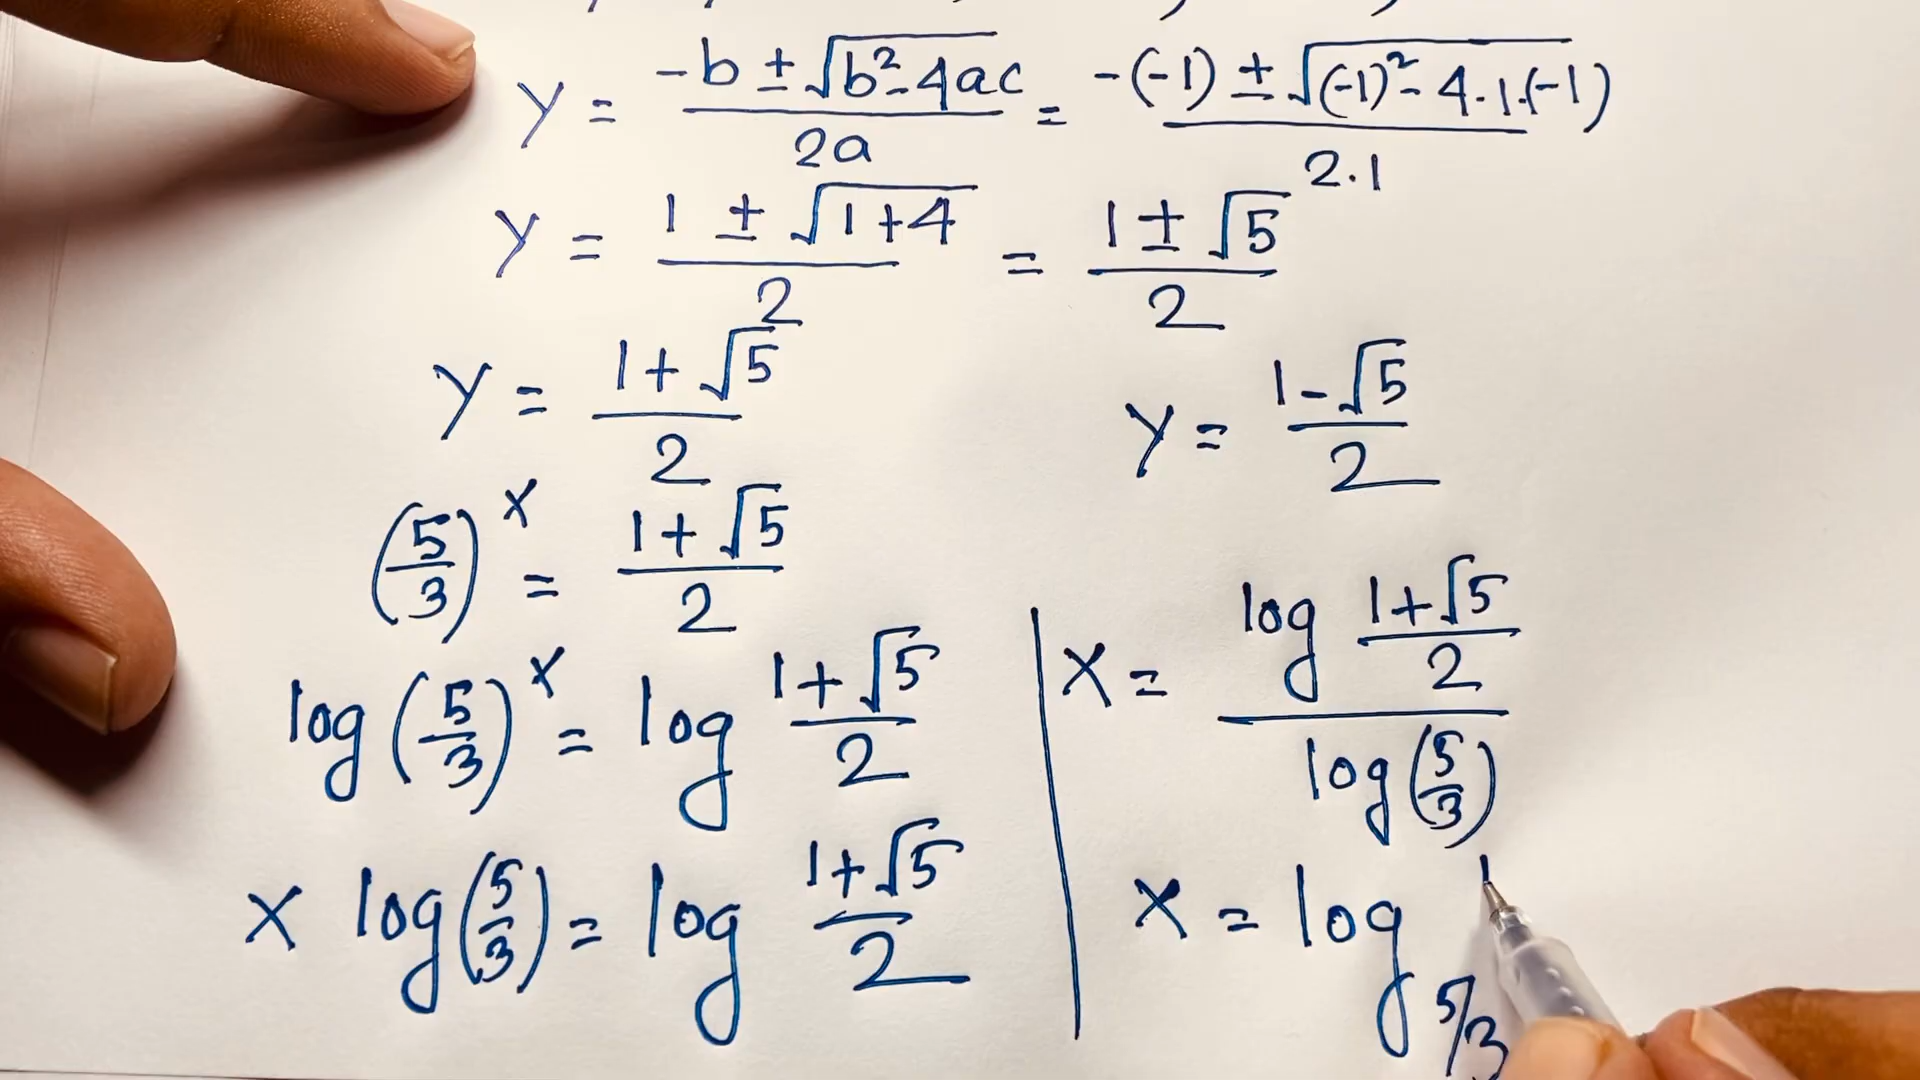 y = (-b ± √(b² - 4ac))/2a = (-(-1) ± √((-1)² - 4·1·(-1)))/2·1
y = (1 ± √(1+4))/2 = (1 ± √5)/2
y = (1 + √5)/2
y = (1 - √5)/2
(5/3)^x = (1 + √5)/2
log (5/3)^x = log (1 + √5)/2
x log (5/3) = log (1 + √5)/2
x = (log (1 + √5)/2)/(log (5/3))
x = log_5/3